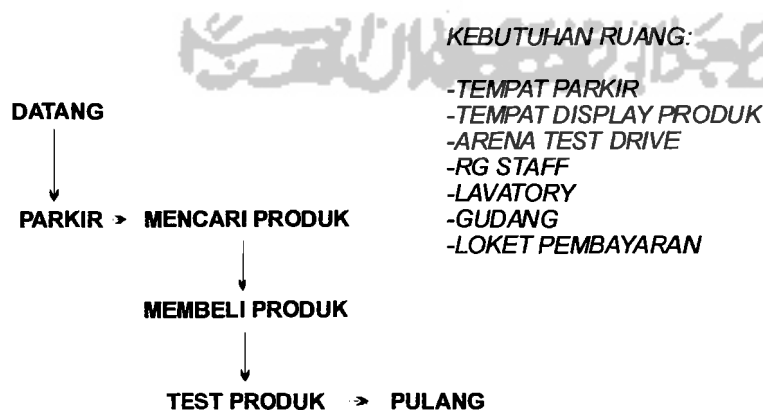 KEBUTUHAN RUANG:
-TEMPAT PARKIR
-TEMPAT DISPLAY PRODUK
-ARENA TEST DRIVE
-RG STAFF
-LAVATORY
-GUDANG
-LOKET PEMBAYARAN
DATANG
PARKIR MENCARI PRODUK
MEMBELI PRODUK
TEST PRODUK PULANG